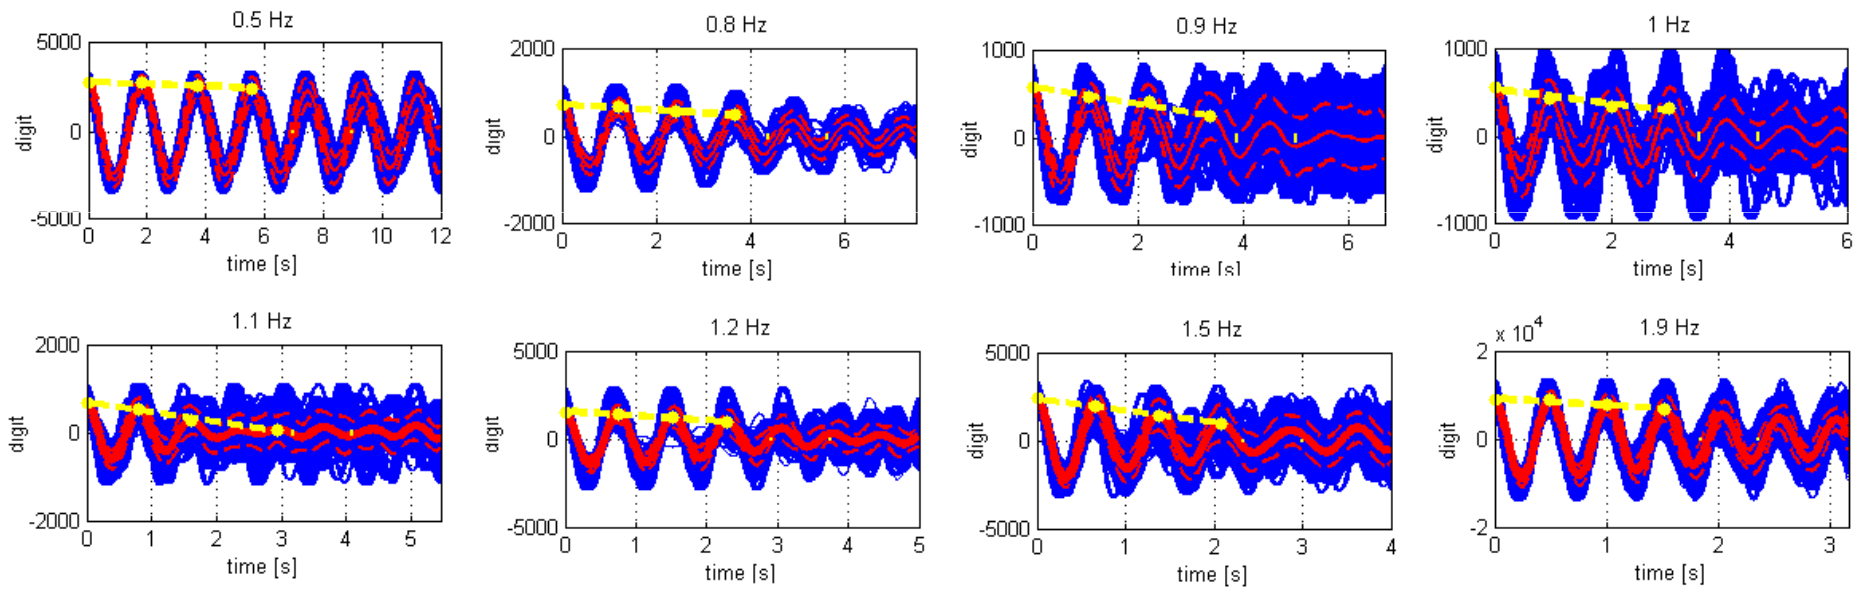 0.5 Hz
5000
0
-5000
digit
0 2 4 6 8 10 12
time [s]
0.8 Hz
2000
0
-2000
digit
0 2 4 6
time [s]
0.9 Hz
1000
0
-1000
digit
0 2 4 6
time [s]
1 Hz
1000
0
-1000
digit
0 2 4 6
time [s]
1.1 Hz
2000
0
-2000
digit
0 1 2 3 4 5
time [s]
1.2 Hz
5000
0
-5000
digit
0 1 2 3 4 5
time [s]
1.5 Hz
5000
0
-5000
digit
0 1 2 3 4
time [s]
x 10^4
1.9 Hz
2
0
-2
digit
0 1 2 3
time [s]